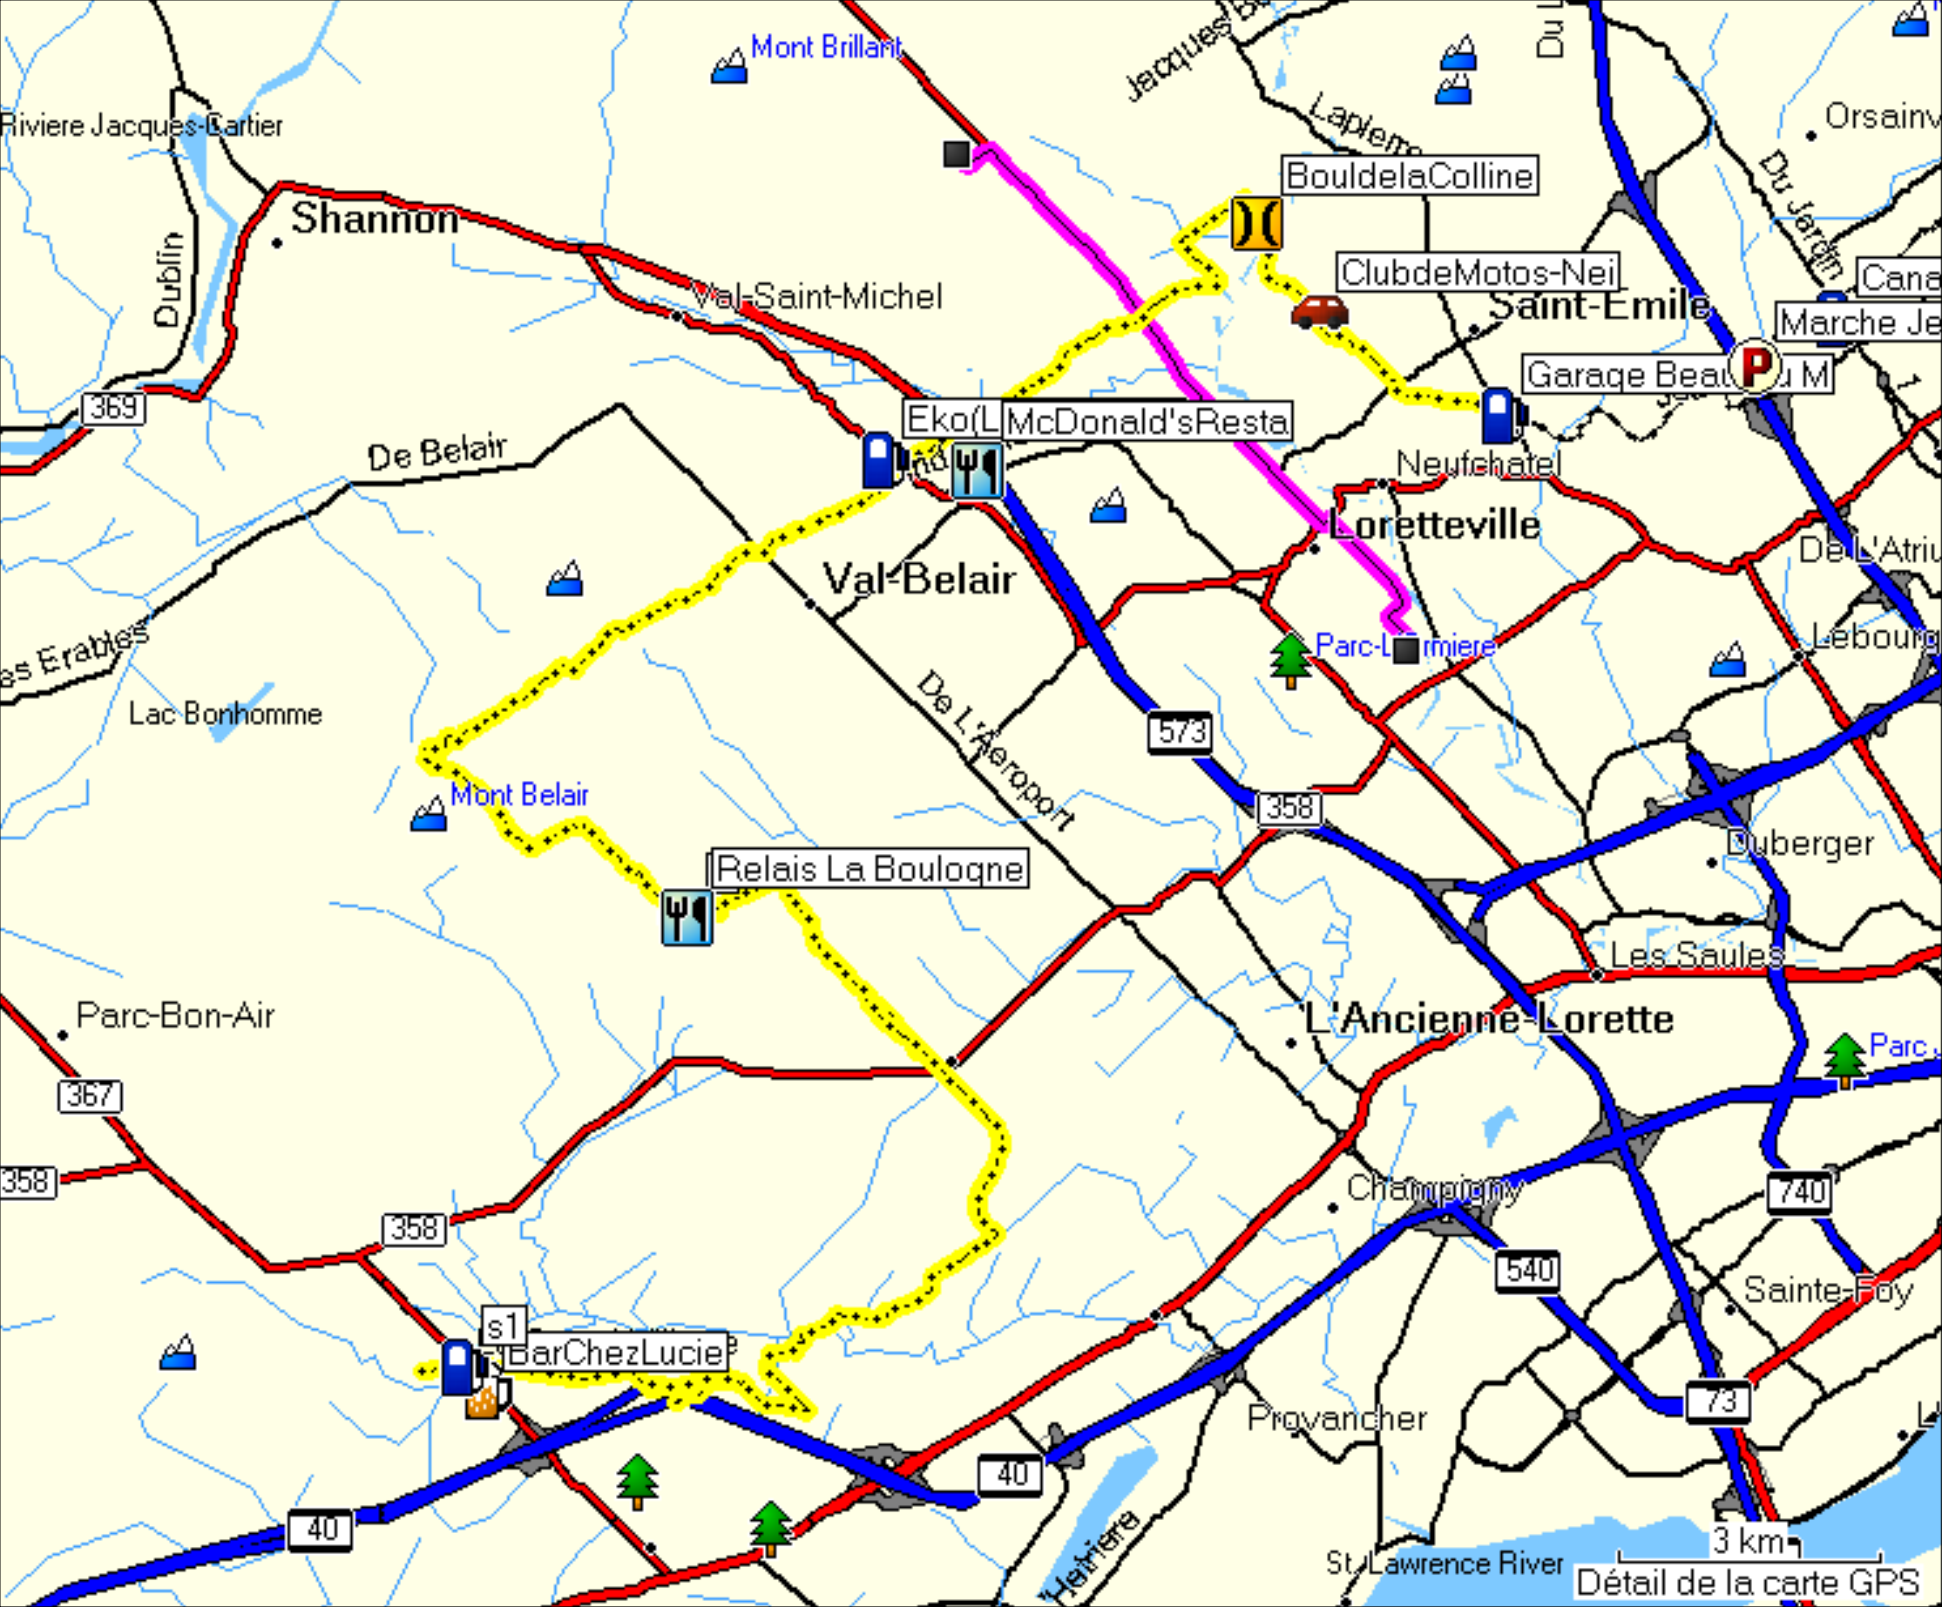 Mont Brillant
Jacques
Du
Laplerre
Orsainv
Riviere Jacques-Cartier
Du Jardin
BouldelaColline
Shannon
Dublin
Val-Saint-Michel
ClubdeMotos-Nei
Cana
Saint-Emile
Marche Je
P
Garage Beau u M
369
Eko(L
McDonald'sResta
De Belair
Neufchatel
Loretteville
De L'Atriu
Val-Belair
es Erables
Parc-L rmiere
Lebourg
Lac Bonhomme
De L'Aeroport
573
Mont Belair
358
Duberger
Relais La Boulogne
Les Saules
Parc-Bon-Air
L'Ancienne-Lorette
Parc
367
358
Champigny
740
358
540
Sainte-Foy
s1
BarChezLucie
73
Provancher
L'
40
40
3 km
Hetriere
St. Lawrence River
Détail de la carte GPS